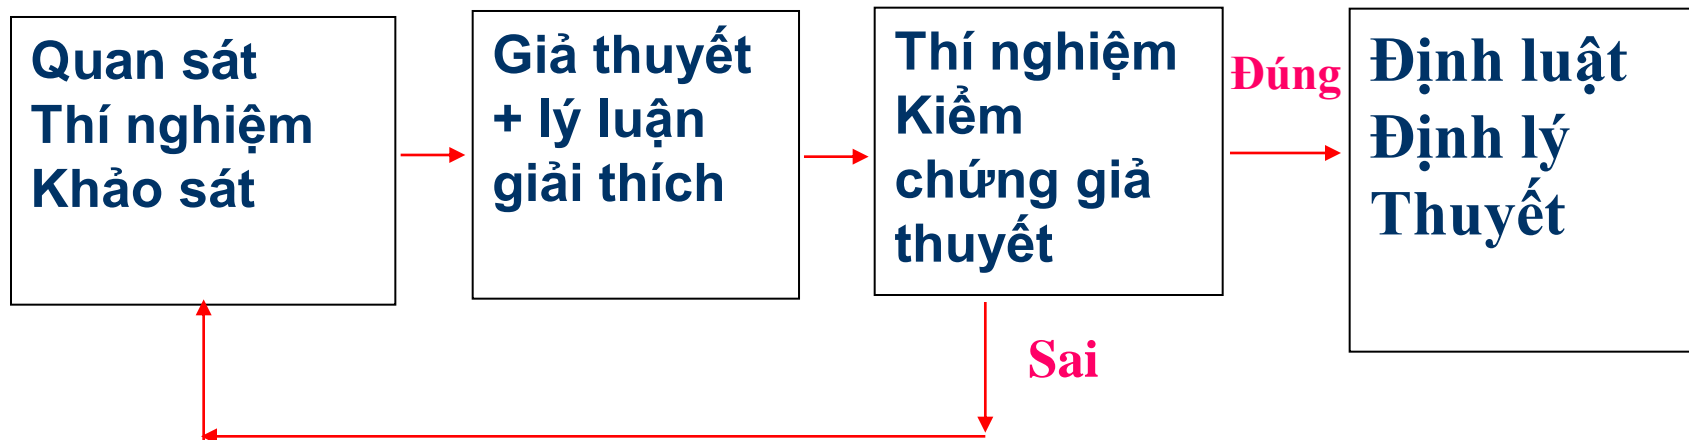 Quan sát
Thí nghiệm
Khảo sát
Giả thuyết
+ lý luận
giải thích
Thí nghiệm
Kiểm
chứng giả
thuyết
Đúng
Định luật
Định lý
Thuyết
Sai